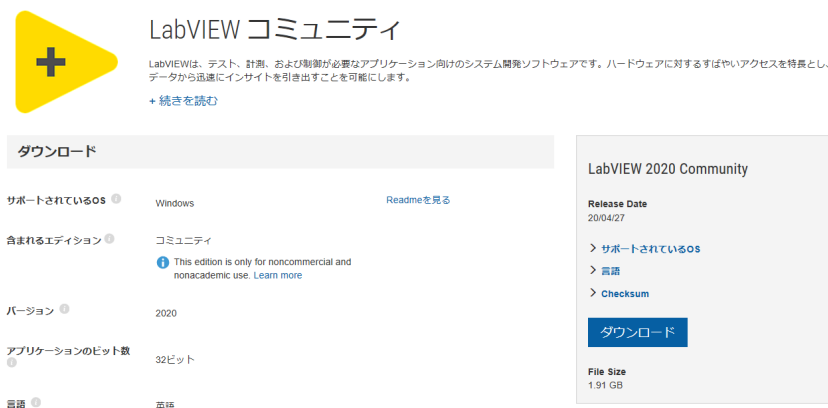 LabVIEW コミュニティ
LabVIEWは、テスト、計測、および制御が必要なアプリケーション向けのシステム開発ソフトウェアです。ハードウェアに対するすばやいアクセスを特長とし、
データから迅速にインサイトを引き出すことを可能にします。
+ 続きを読む
ダウンロード
サポートされているOS
Windows
Readmeを見る
含まれるエディション
コミュニティ
This edition is only for noncommercial and
nonacademic use. Learn more
バージョン
2020
アプリケーションのビット数
32ビット
言語
英語
LabVIEW 2020 Community
Release Date
20/04/27
サポートされているOS
言語
Checksum
ダウンロード
File Size
1.91 GB